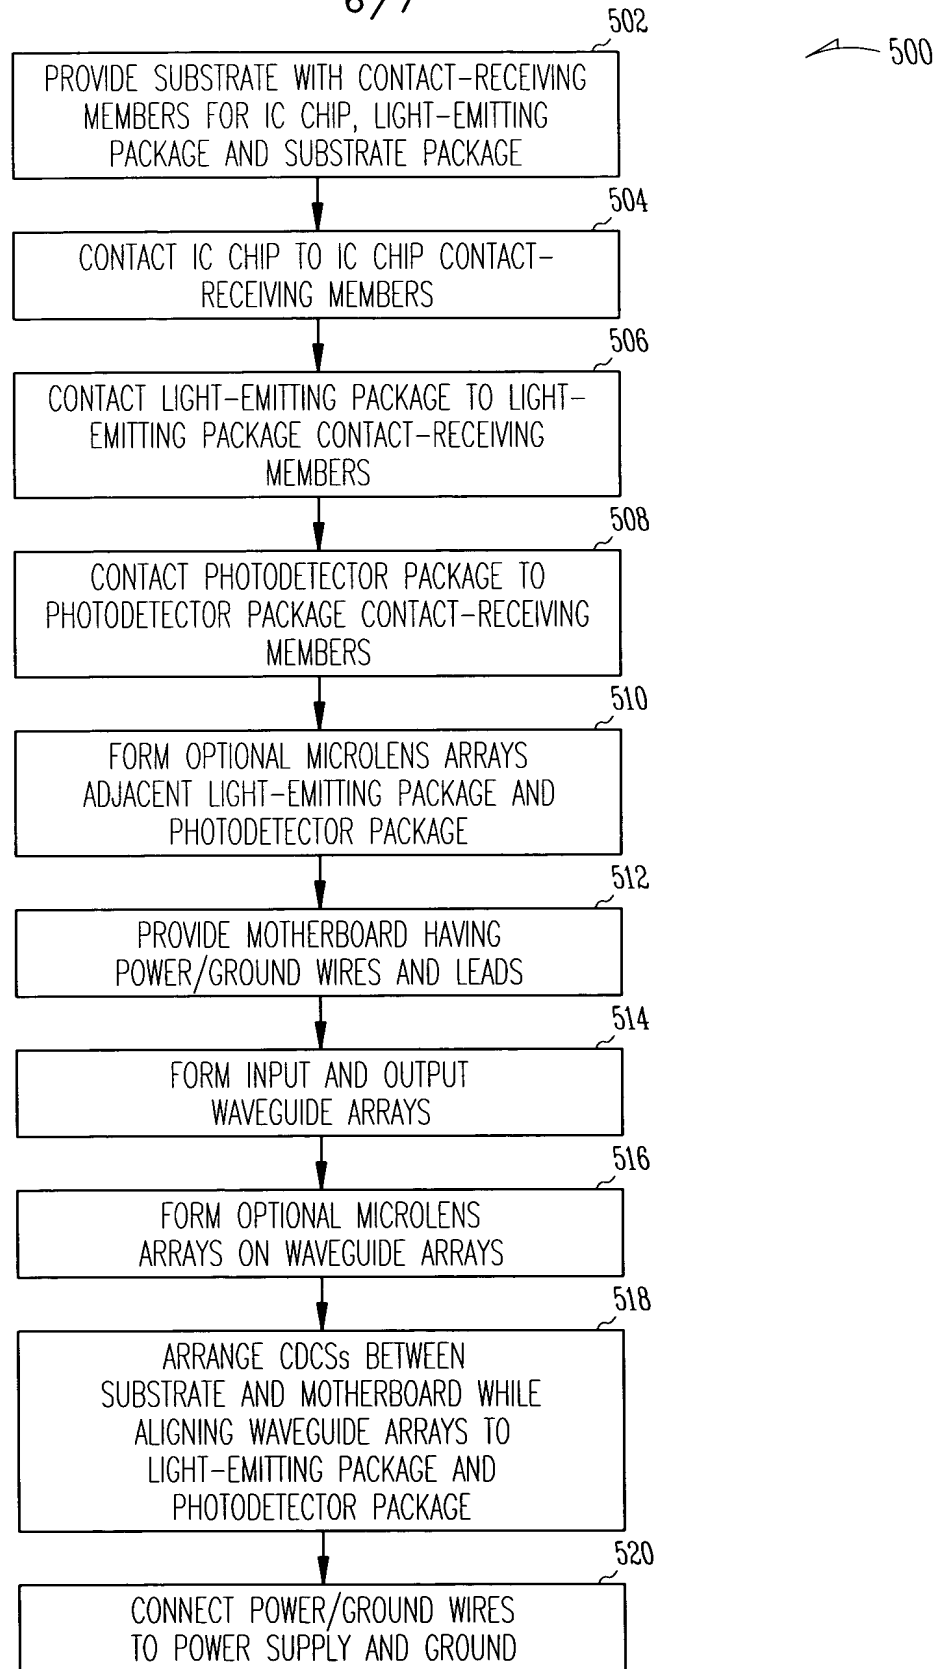 6/7
502
500
PROVIDE SUBSTRATE WITH CONTACT-RECEIVING
MEMBERS FOR IC CHIP, LIGHT-EMITTING
PACKAGE AND SUBSTRATE PACKAGE
504
CONTACT IC CHIP TO IC CHIP CONTACT-
RECEIVING MEMBERS
506
CONTACT LIGHT-EMITTING PACKAGE TO LIGHT-
EMITTING PACKAGE CONTACT-RECEIVING
MEMBERS
508
CONTACT PHOTODETECTOR PACKAGE TO
PHOTODETECTOR PACKAGE CONTACT-RECEIVING
MEMBERS
510
FORM OPTIONAL MICROLENS ARRAYS
ADJACENT LIGHT-EMITTING PACKAGE AND
PHOTODETECTOR PACKAGE
512
PROVIDE MOTHERBOARD HAVING
POWER/GROUND WIRES AND LEADS
514
FORM INPUT AND OUTPUT
WAVEGUIDE ARRAYS
516
FORM OPTIONAL MICROLENS
ARRAYS ON WAVEGUIDE ARRAYS
518
ARRANGE CDCSs BETWEEN
SUBSTRATE AND MOTHERBOARD WHILE
ALIGNING WAVEGUIDE ARRAYS TO
LIGHT-EMITTING PACKAGE AND
PHOTODETECTOR PACKAGE
520
CONNECT POWER/GROUND WIRES
TO POWER SUPPLY AND GROUND